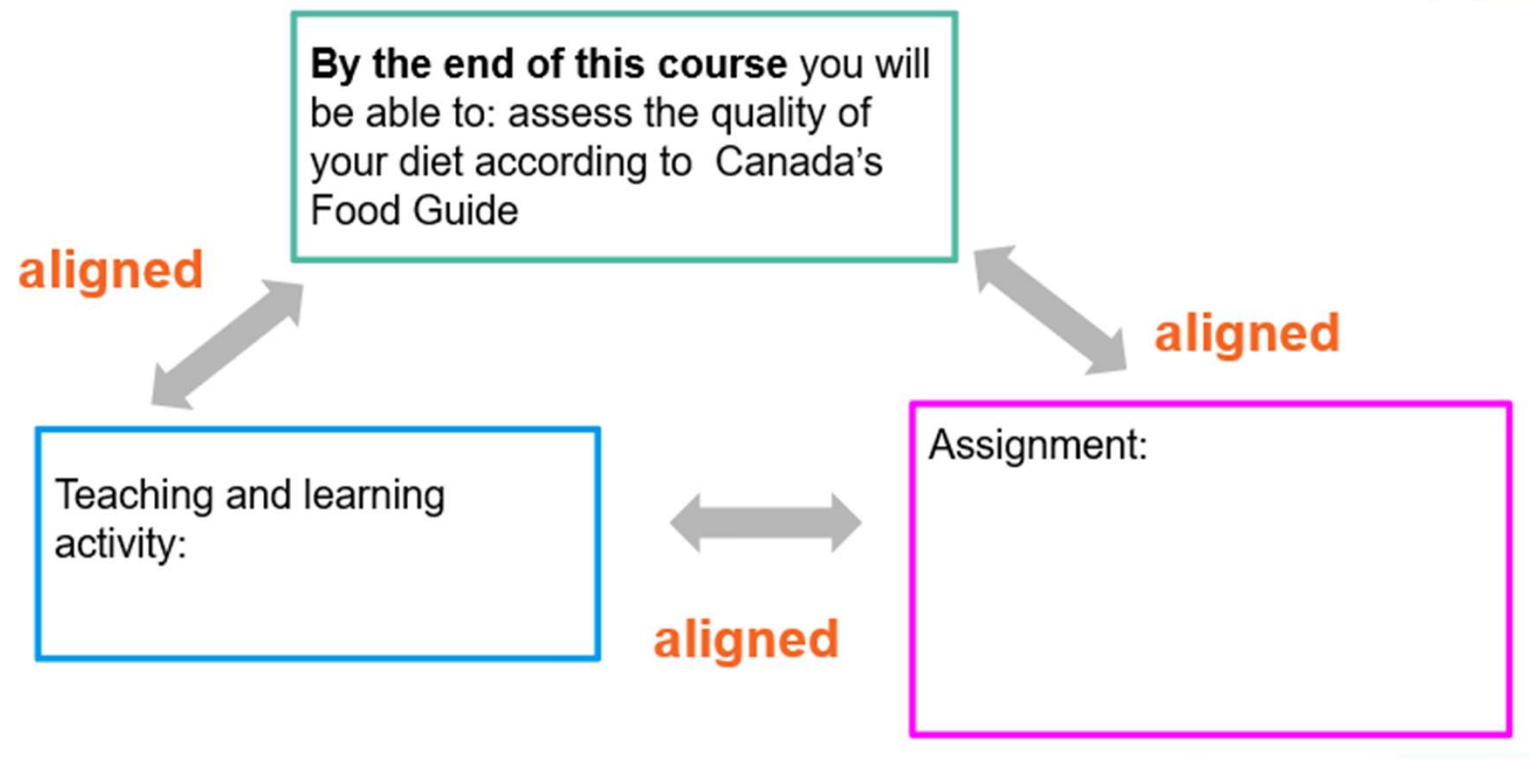 By the end of this course you will
be able to: assess the quality of
your diet according to  Canada’s
Food Guide
aligned
aligned
Teaching and learning
activity:
Assignment:
aligned